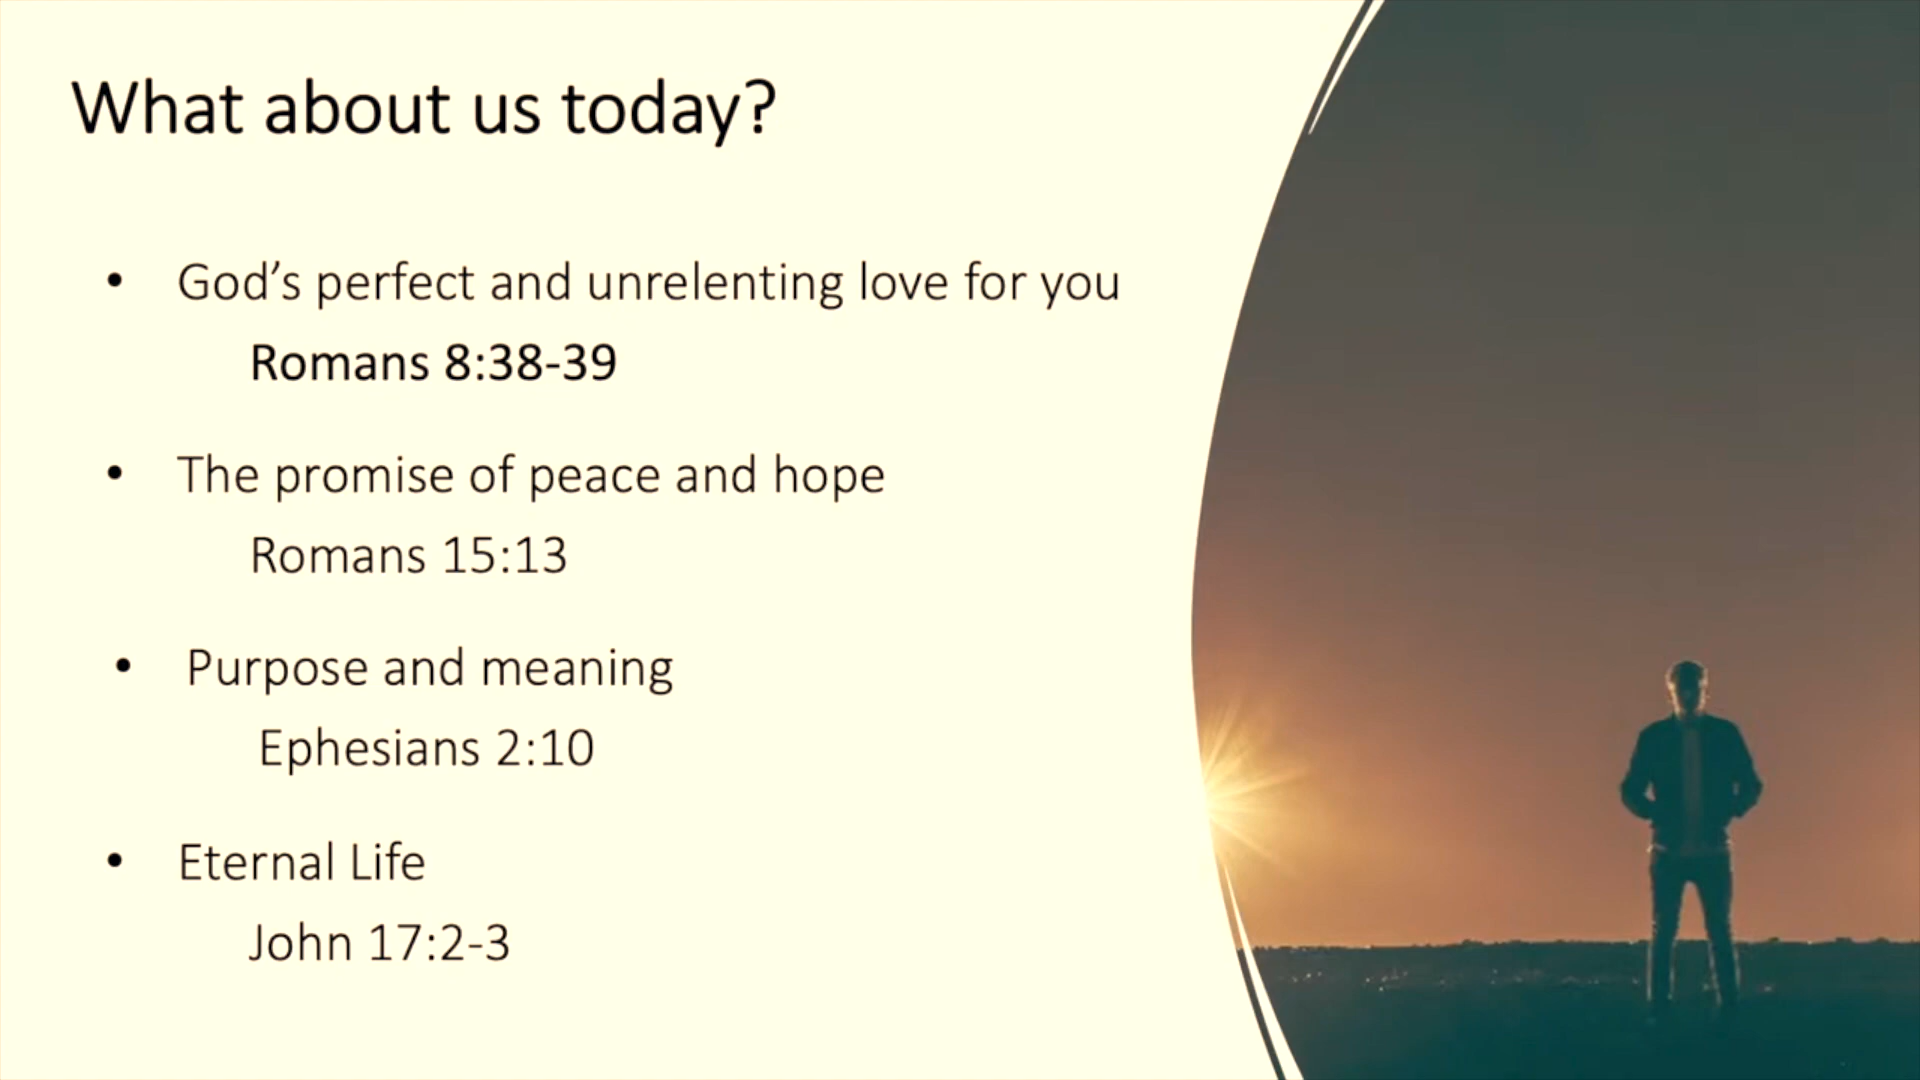 What about us today?
• God’s perfect and unrelenting love for you
Romans 8:38-39
• The promise of peace and hope
Romans 15:13
• Purpose and meaning
Ephesians 2:10
• Eternal Life
John 17:2-3